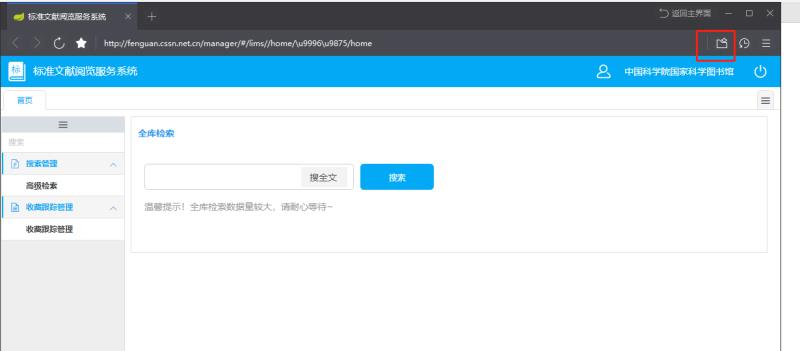 标准文献阅览服务系统
返回主界面
http://fenguan.cssn.net.cn/manager/#/lims//home/\u9996\u9875/home
标
标准文献阅览服务系统
中国科学院国家科学图书馆
首页
搜索
搜索管理
高级检索
收藏跟踪管理
收藏跟踪管理
全库检索
搜全文
搜索
温馨提示！全库检索数据量较大，请耐心等待~